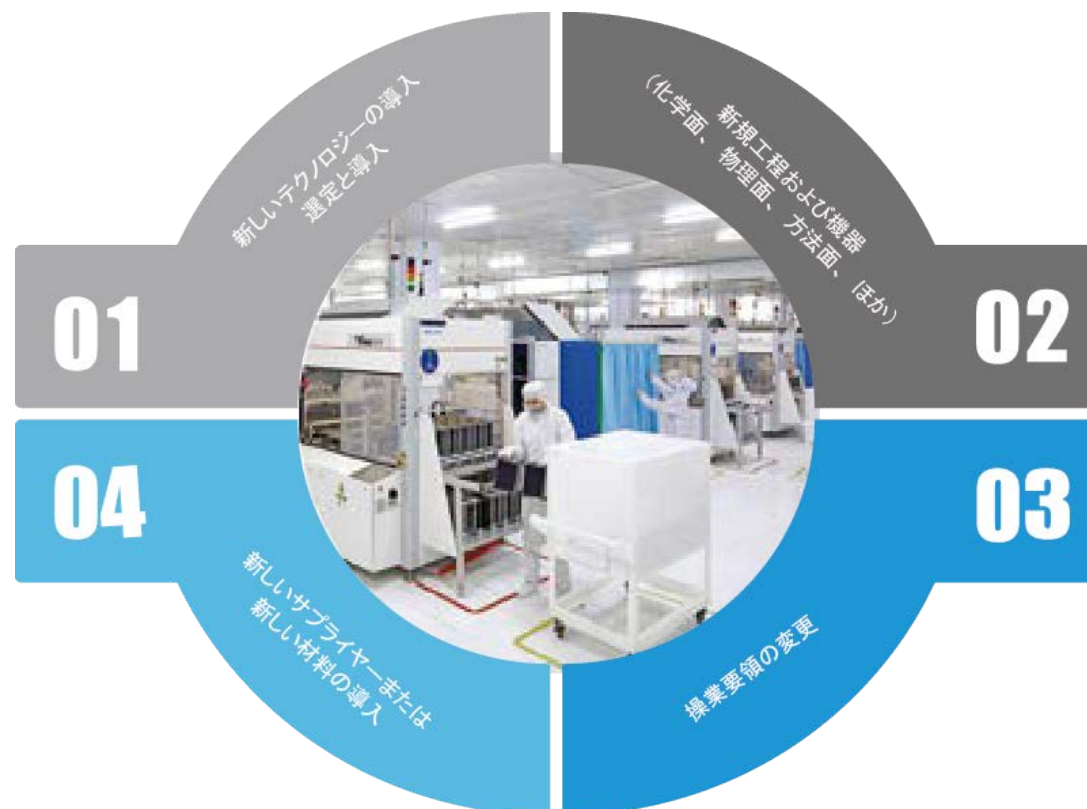 01
新しいテクノロジーの導入
選定と導入
02
新規工程および機器
（化学面、物理面、方法面、ほか）
03
操業要領の変更
04
新しいサプライヤーまたは
新しい材料の導入